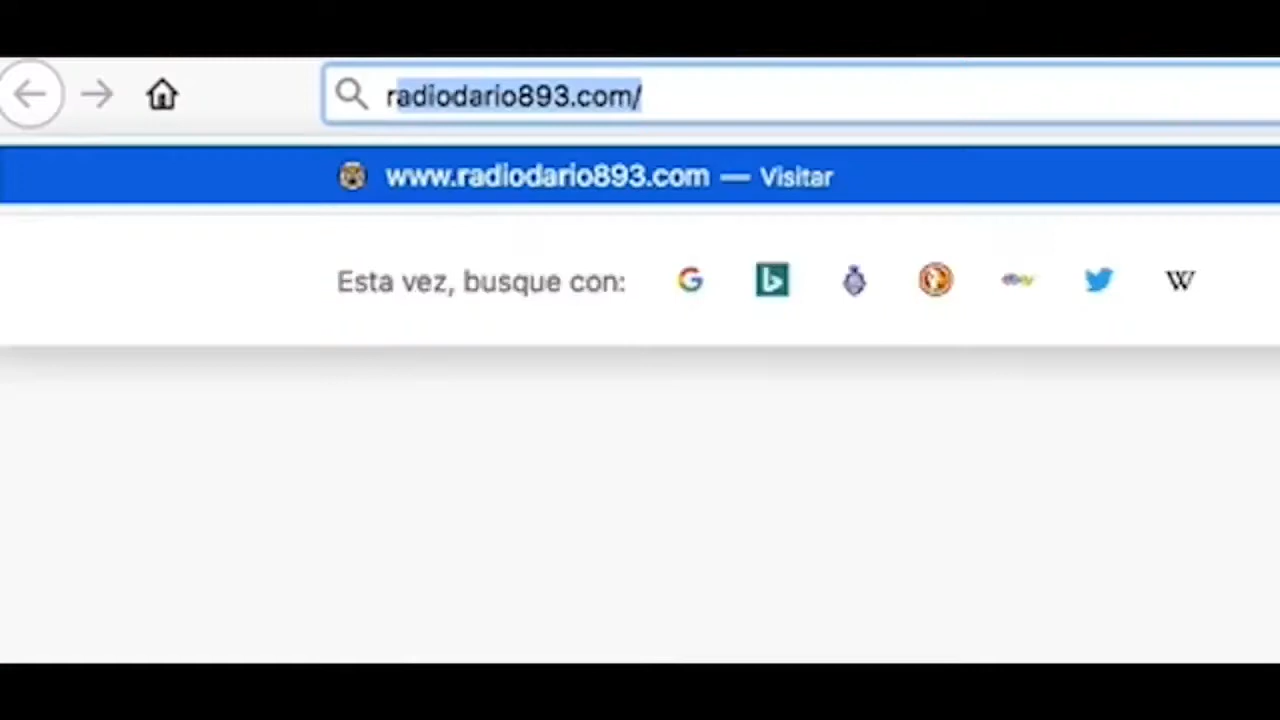 radiodario893.com/
www.radiodario893.com — Visitar
Esta vez, busque con: